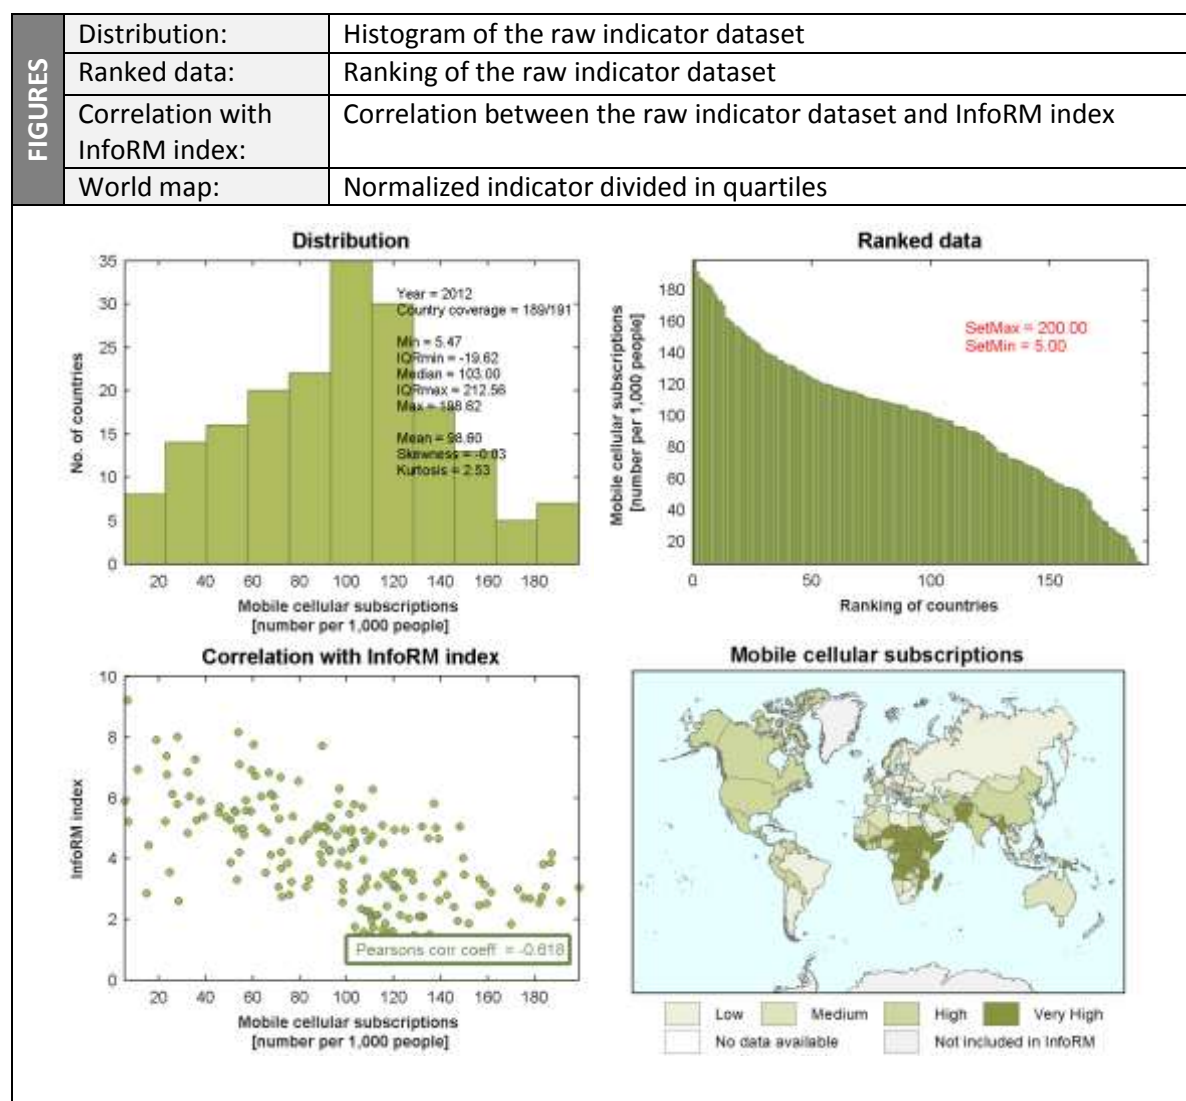 FIGURES
Distribution: Histogram of the raw indicator dataset
Ranked data: Ranking of the raw indicator dataset
Correlation with Correlation between the raw indicator dataset and InfoRM index
InfoRM index:
World map: Normalized indicator divided in quartiles
Distribution
35
30
25
20
15
10
5
0
No. of countries
Year = 2012
Country coverage = 189/191
Min = 5.47
IQRmin = -19.62
Median = 103.00
IQRmax = 212.56
Max = 198.62
Mean = 98.60
Skewness = -0.03
Kurtosis = 2.53
20 40 60 80 100 120 140 160 180
Mobile cellular subscriptions
[number per 1,000 people]
Ranked data
180
160
140
120
100
80
60
40
20
Mobile cellular subscriptions
[number per 1,000 people]
SetMax = 200.00
SetMin = 5.00
0 50 100 150
Ranking of countries
Correlation with InfoRM index
10
8
6
4
2
0
InfoRM index
Pearsons corr coeff = -0.618
20 40 60 80 100 120 140 160 180
Mobile cellular subscriptions
[number per 1,000 people]
Mobile cellular subscriptions
Low Medium High Very High
No data available Not included in InfoRM